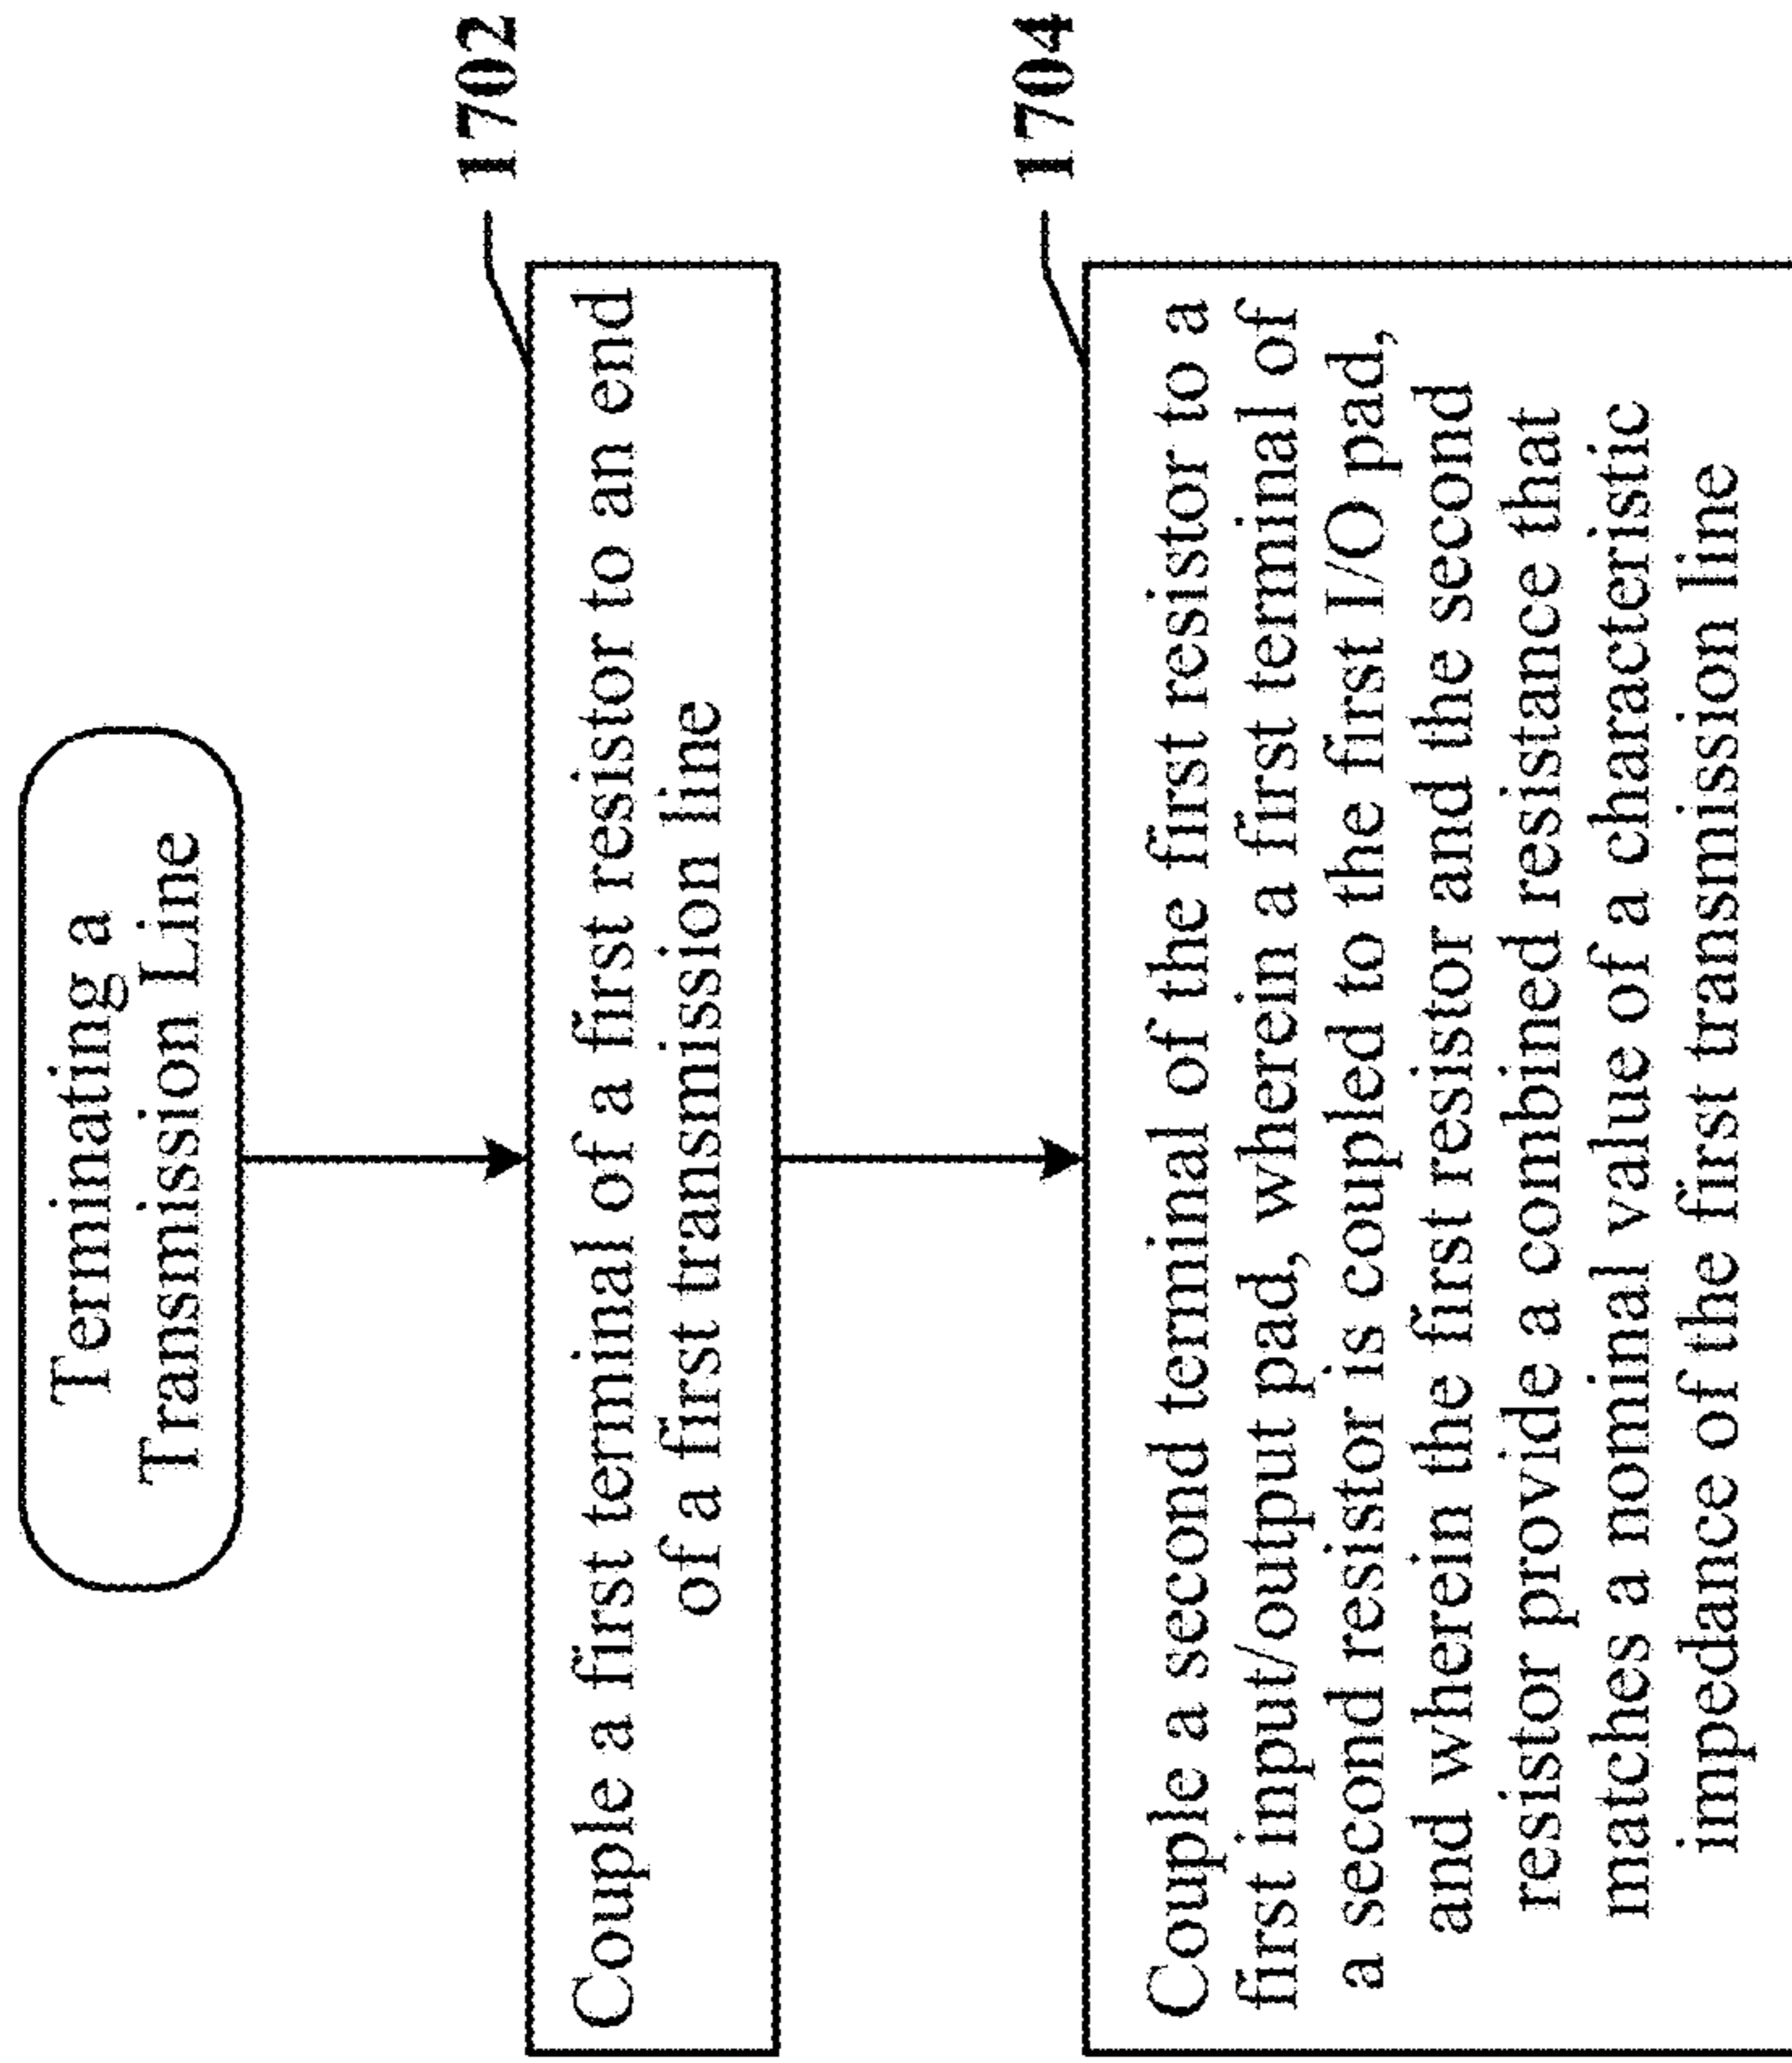 Terminating a
Transmission Line
1702
Couple a first terminal of a first resistor to an end
of a first transmission line
1704
Couple a second terminal of the first resistor to a
first input/output pad, wherein a first terminal of
a second resistor is coupled to the first I/O pad,
and wherein the first resistor and the second
resistor provide a combined resistance that
matches a nominal value of a characteristic
impedance of the first transmission line